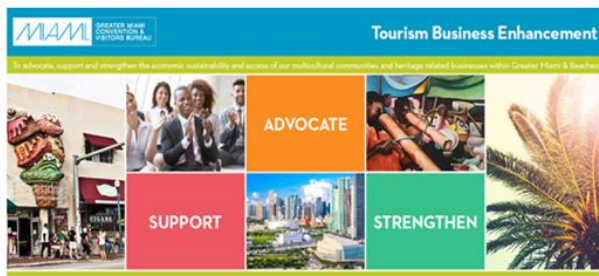 MIAMI
GREATER MIAMI
CONVENTION &
VISITORS BUREAU
Tourism Business Enhancement
To advocate, support and strengthen the economic sustainability and access of our multicultural communities and heritage related businesses within Greater Miami & Beaches
ADVOCATE
SUPPORT
STRENGTHEN
CIGARS